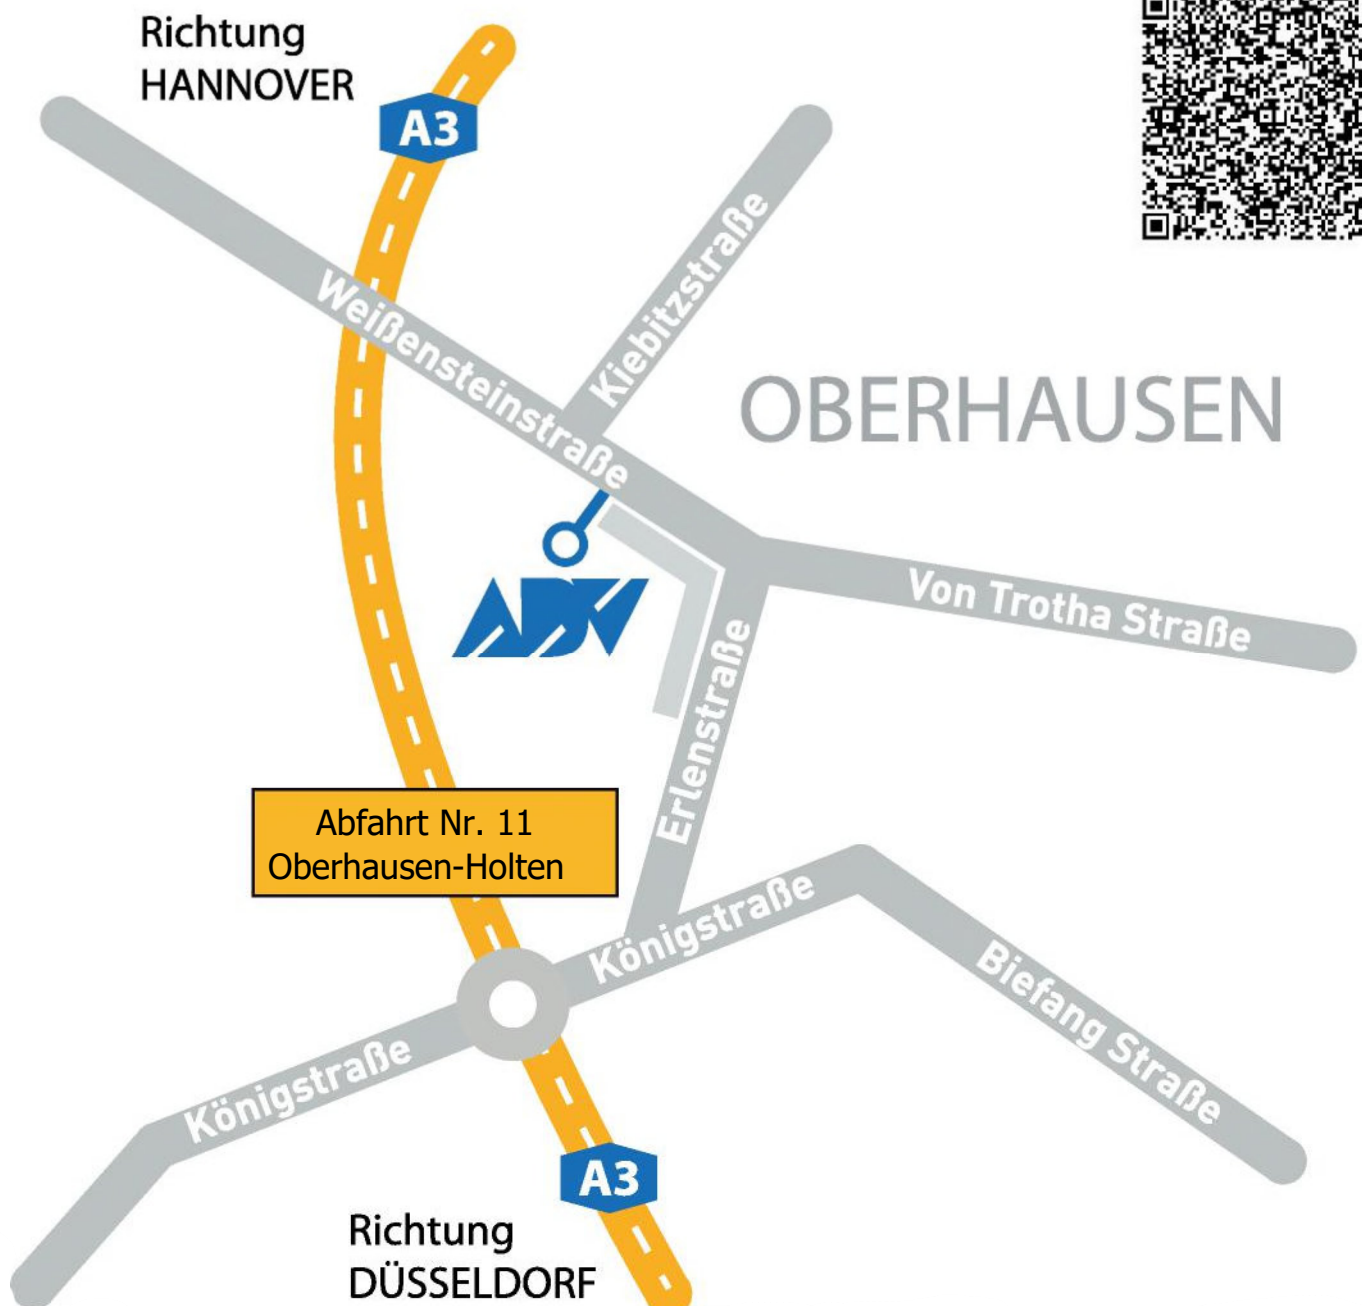 Richtung
HANNOVER
A3
Kiebitzstraße
Weißensteinstraße
OBERHAUSEN
Von Trotha Straße
Erlenstraße
Abfahrt Nr. 11
Oberhausen-Holten
Königstraße
Biefang Straße
Königstraße
A3
Richtung
DÜSSELDORF